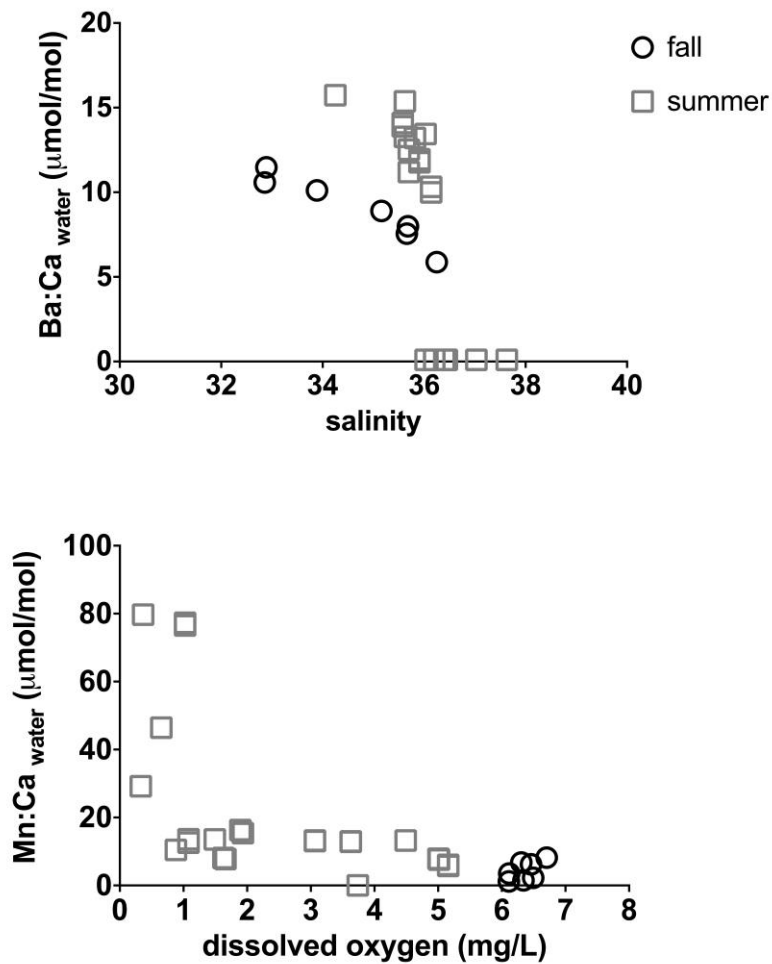 fall
summer
Ba:Ca water (μmol/mol)
20
15
10
5
0
30 32 34 36 38 40
salinity
Mn:Ca water (μmol/mol)
100
80
60
40
20
0
0 1 2 3 4 5 6 7 8
dissolved oxygen (mg/L)